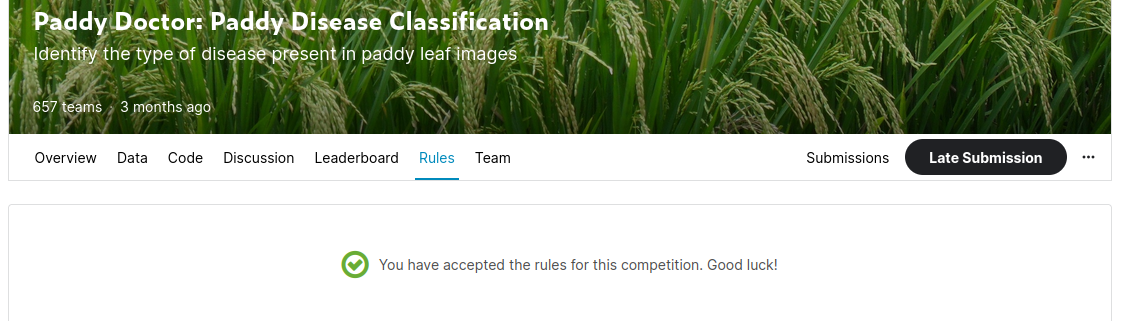 Paddy Doctor: Paddy Disease Classification
Identify the type of disease present in paddy leaf images
657 teams · 3 months ago
Overview Data Code Discussion Leaderboard Rules Team Submissions Late Submission ...
You have accepted the rules for this competition. Good luck!